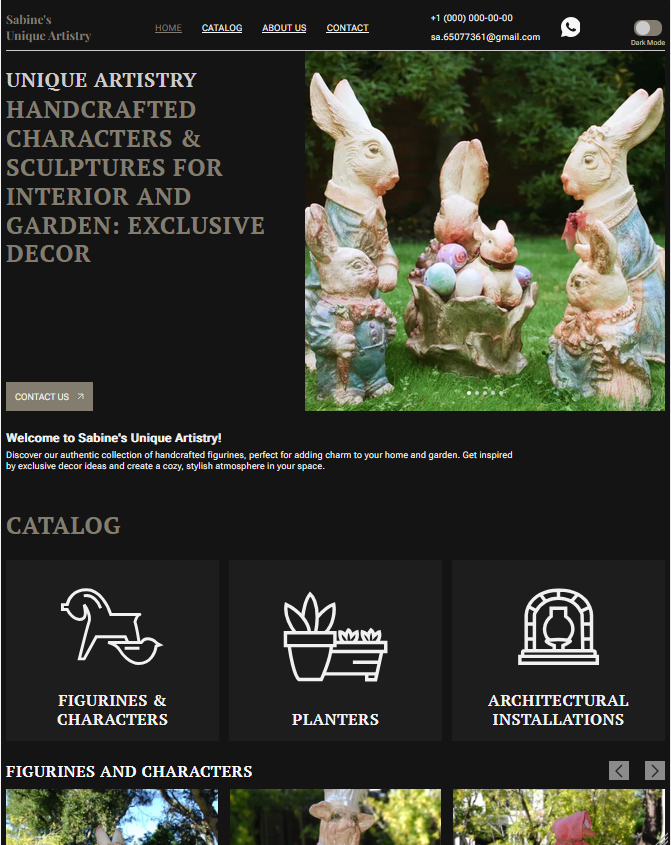 Sabine's
Unique Artistry
HOME
CATALOG
ABOUT US
CONTACT
+1 (000) 000-00-00
sa.65077361@gmail.com
Dark Mode
UNIQUE ARTISTRY
HANDCRAFTED
CHARACTERS &
SCULPTURES FOR
INTERIOR AND
GARDEN: EXCLUSIVE
DECOR
CONTACT US
Welcome to Sabine's Unique Artistry!
Discover our authentic collection of handcrafted figurines, perfect for adding charm to your home and garden. Get inspired
by exclusive decor ideas and create a cozy, stylish atmosphere in your space.
CATALOG
FIGURINES &
CHARACTERS
PLANTERS
ARCHITECTURAL
INSTALLATIONS
FIGURINES AND CHARACTERS